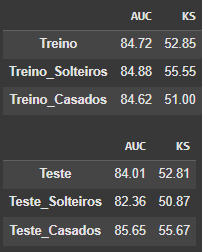 AUC KS
Treino 84.72 52.85
Treino_Solteiros 84.88 55.55
Treino_Casados 84.62 51.00
AUC KS
Teste 84.01 52.81
Teste_Solteiros 82.36 50.87
Teste_Casados 85.65 55.67